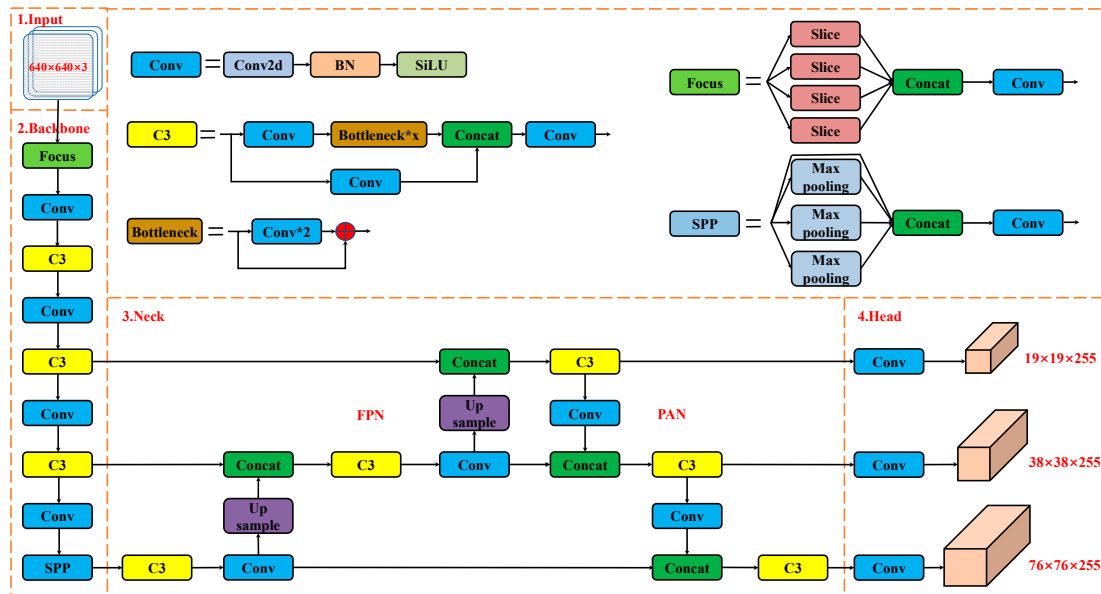 1.Input
640×640×3
Conv
Conv2d
BN
SiLU
C3
Conv
Bottleneck*x
Concat
Conv
Conv
Bottleneck
Conv*2
Focus
Slice
Slice
Slice
Slice
Concat
Conv
SPP
Max
pooling
Max
pooling
Max
pooling
Concat
Conv
2.Backbone
Focus
Conv
C3
Conv
C3
Conv
C3
Conv
SPP
3.Neck
Concat
C3
FPN
Up
sample
Conv
PAN
Concat
C3
Conv
Concat
C3
Up
sample
Conv
C3
Conv
Concat
C3
4.Head
Conv
19×19×255
Conv
38×38×255
Conv
76×76×255